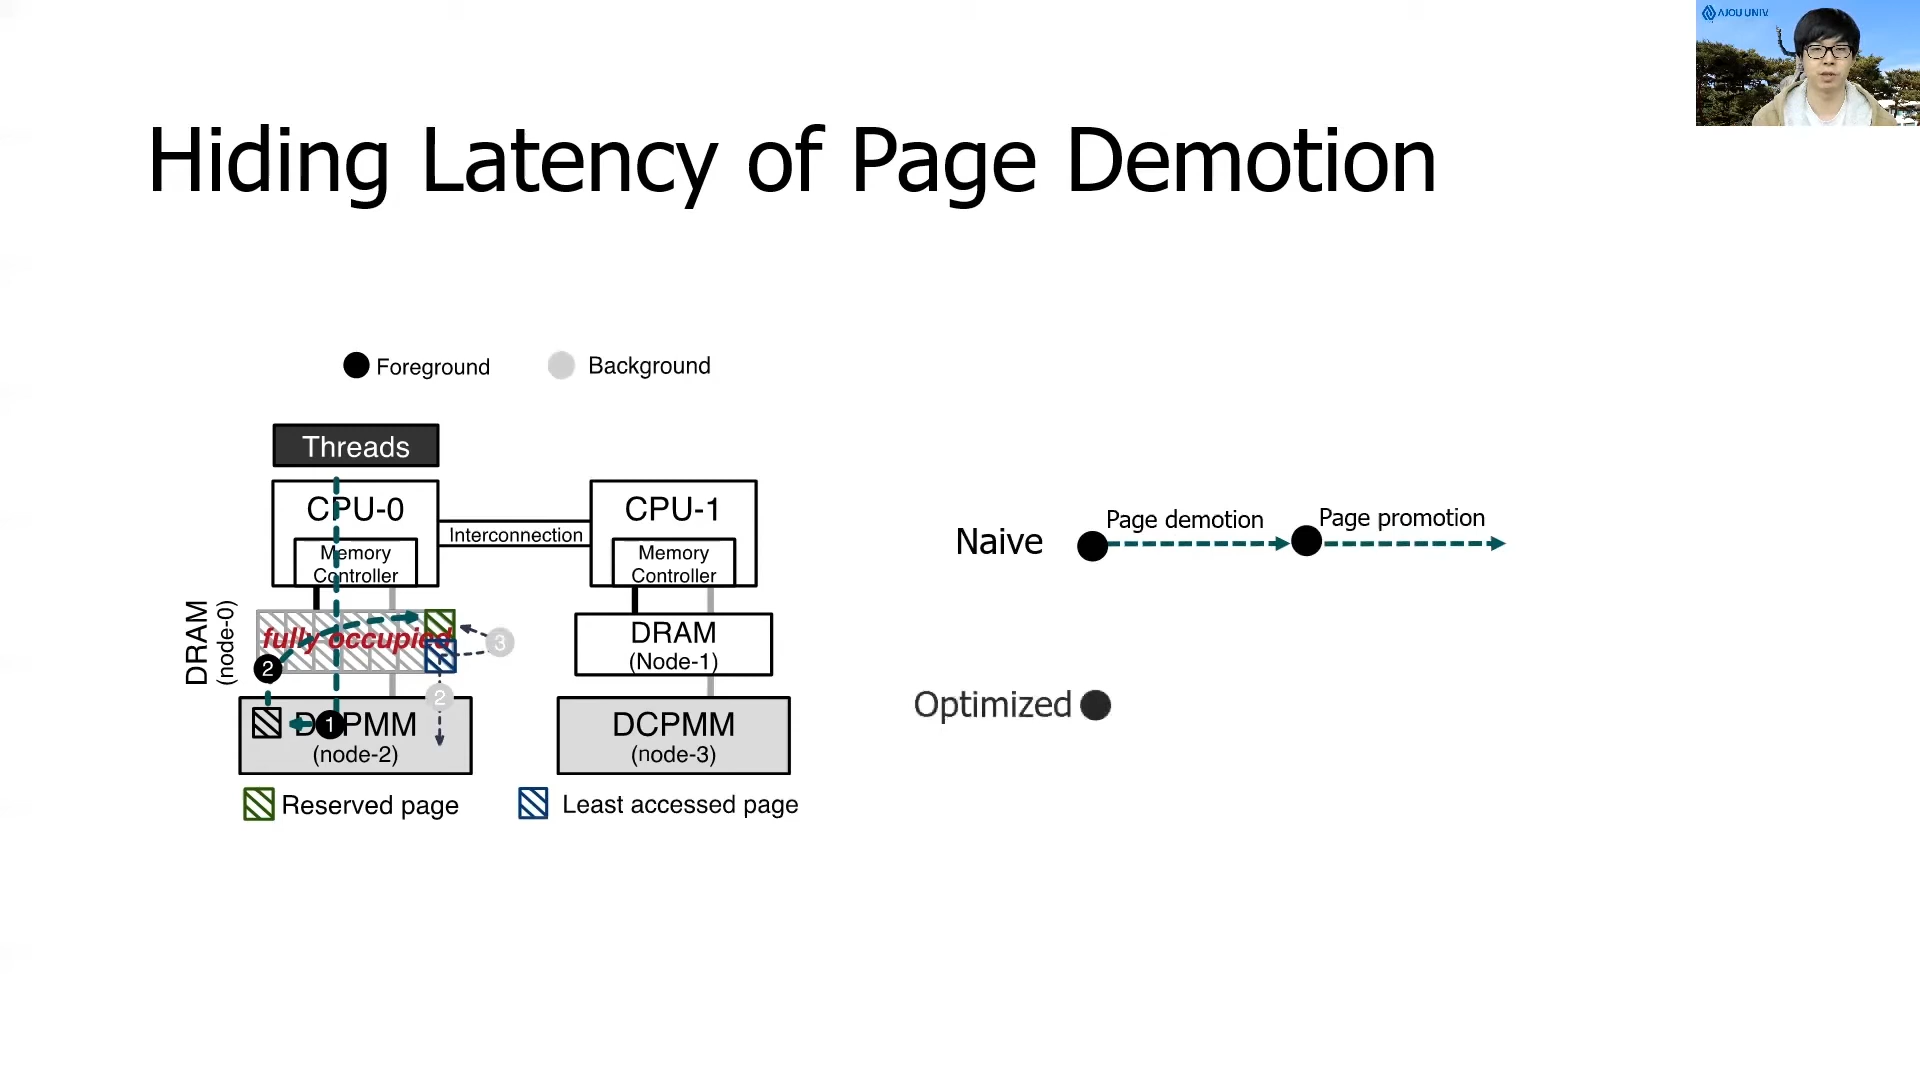 AJOU UNIV.
Hiding Latency of Page Demotion
Foreground
Background
Threads
CPU-0
Memory
Controller
Interconnection
CPU-1
Memory
Controller
DRAM
(node-0)
fully occupied
DRAM
(Node-1)
3
2
2
1
DCPMM
(node-2)
DCPMM
(node-3)
Reserved page
Least accessed page
Naive
Page demotion
Page promotion
Optimized